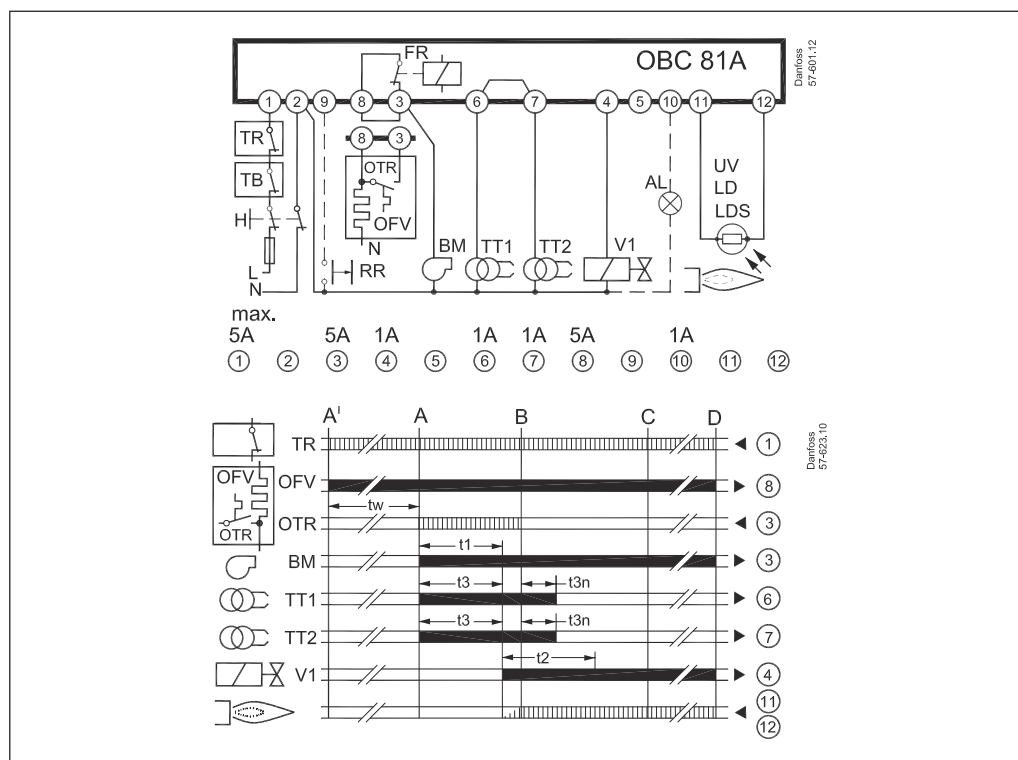 FR
OBC 81A
Danfoss
57-601.12
1 2 9 8 3 6 7 4 5 10 11 12
TR
8 3
OTR
TB
UV
LD
LDS
AL
H
OFV
N
BM TT1 TT2 V1
RR
L
N
max.
5A 5A 1A 1A 1A 5A 1A
1 2 3 4 5 6 7 8 9 10 11 12
A' A B C D
Danfoss
57-623.10
TR 1
OFV OFV 8
tw
OTR OTR 3
t1
BM 3
t3 t3n
TT1 6
t3 t3n
TT2 7
t2
V1 4
11
12